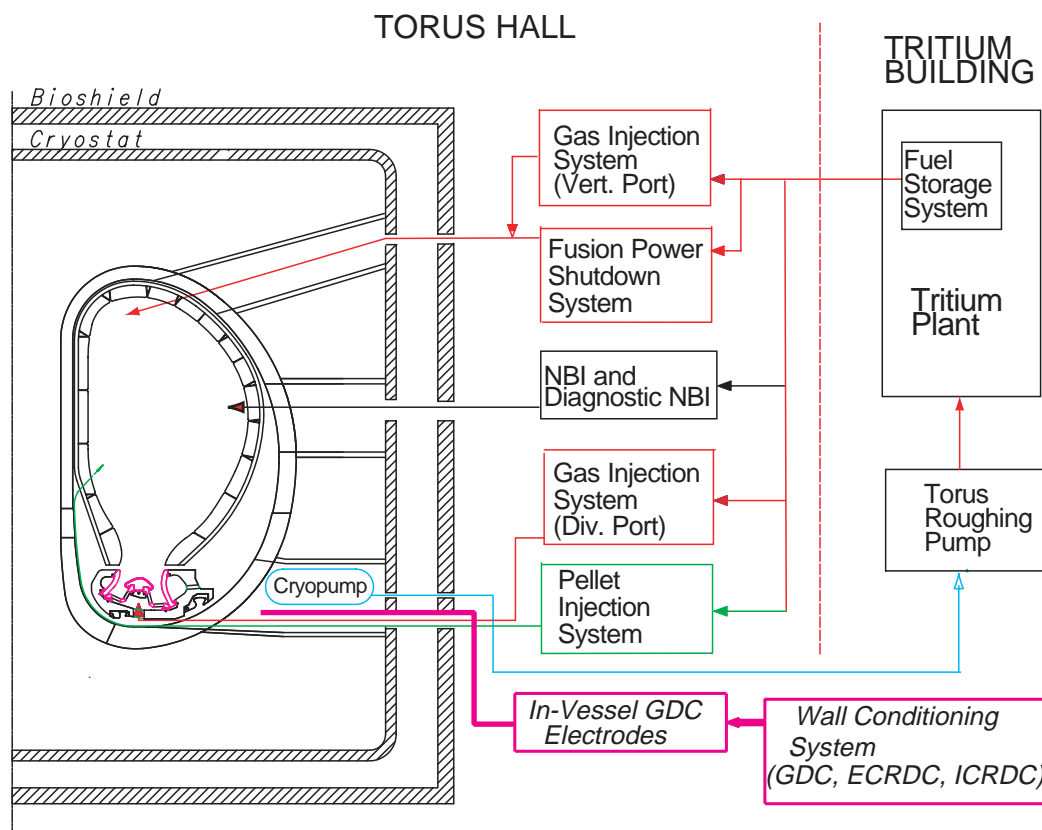 TORUS HALL
TRITIUM
BUILDING
Bioshield
Cryostat
Gas Injection
System
(Vert. Port)
Fuel
Storage
System
Fusion Power
Shutdown
System
Tritium
Plant
NBI and
Diagnostic NBI
Gas Injection
System
(Div. Port)
Torus
Roughing
Pump
Cryopump
Pellet
Injection
System
In-Vessel GDC
Electrodes
Wall Conditioning
System
(GDC, ECRDC, ICRDC)